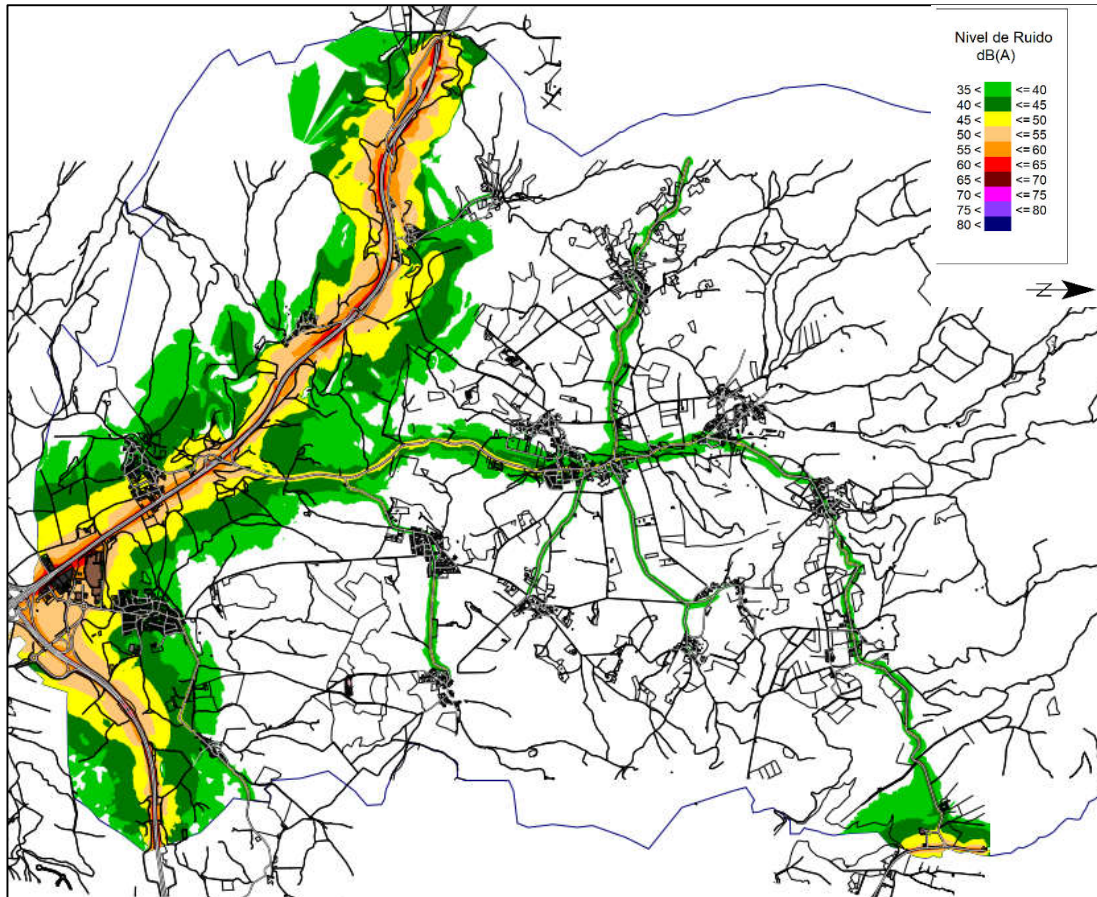 Nivel de Ruido
dB(A)
35 < <= 40
40 < <= 45
45 < <= 50
50 < <= 55
55 < <= 60
60 < <= 65
65 < <= 70
70 < <= 75
75 < <= 80
80 <
N